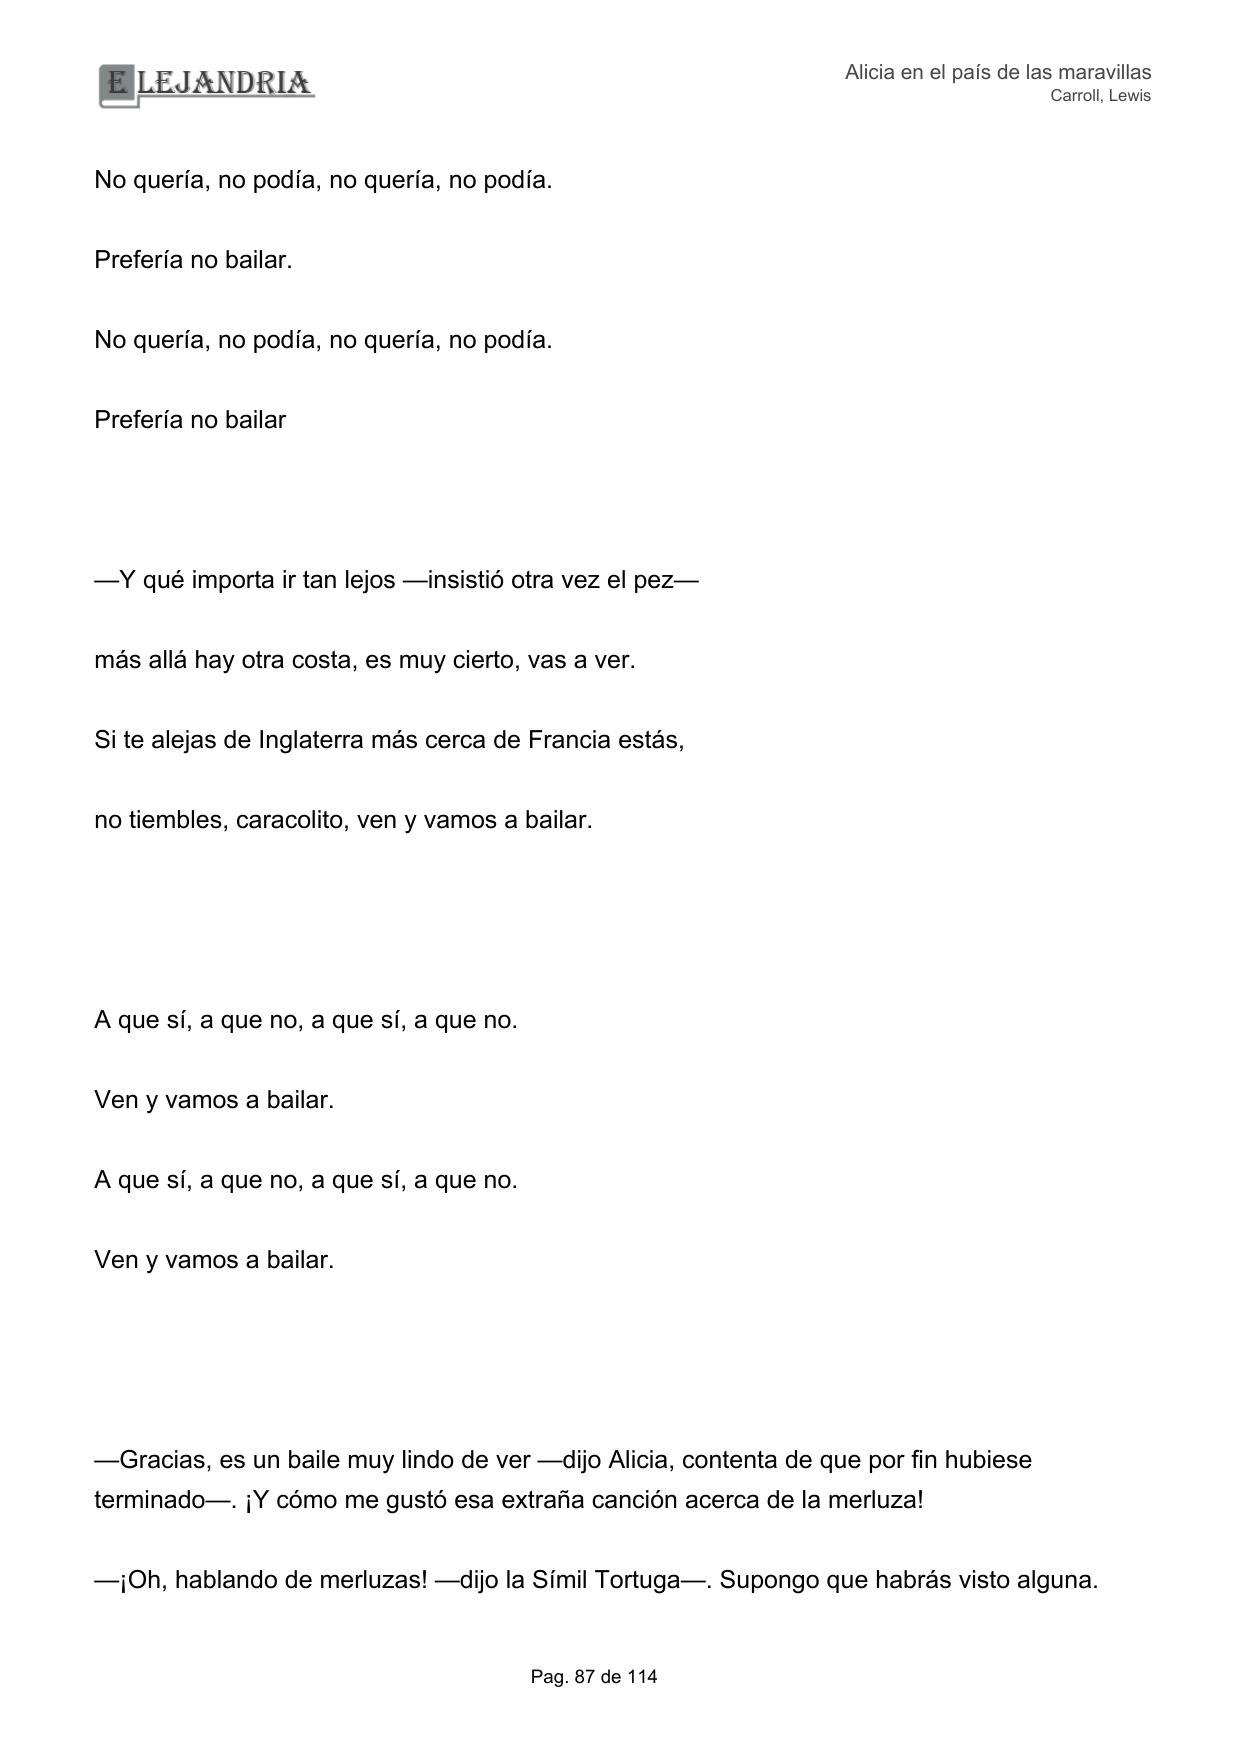 ELEJANDRIA
Alicia en el país de las maravillas
Carroll, Lewis
No quería, no podía, no quería, no podía.
Prefería no bailar.
No quería, no podía, no quería, no podía.
Prefería no bailar
—Y qué importa ir tan lejos —insistió otra vez el pez—
más allá hay otra costa, es muy cierto, vas a ver.
Si te alejas de Inglaterra más cerca de Francia estás,
no tiembles, caracolito, ven y vamos a bailar.
A que sí, a que no, a que sí, a que no.
Ven y vamos a bailar.
A que sí, a que no, a que sí, a que no.
Ven y vamos a bailar.
—Gracias, es un baile muy lindo de ver —dijo Alicia, contenta de que por fin hubiese
terminado—. ¡Y cómo me gustó esa extraña canción acerca de la merluza!
—¡Oh, hablando de merluzas! —dijo la Símil Tortuga—. Supongo que habrás visto alguna.
Pag. 87 de 114